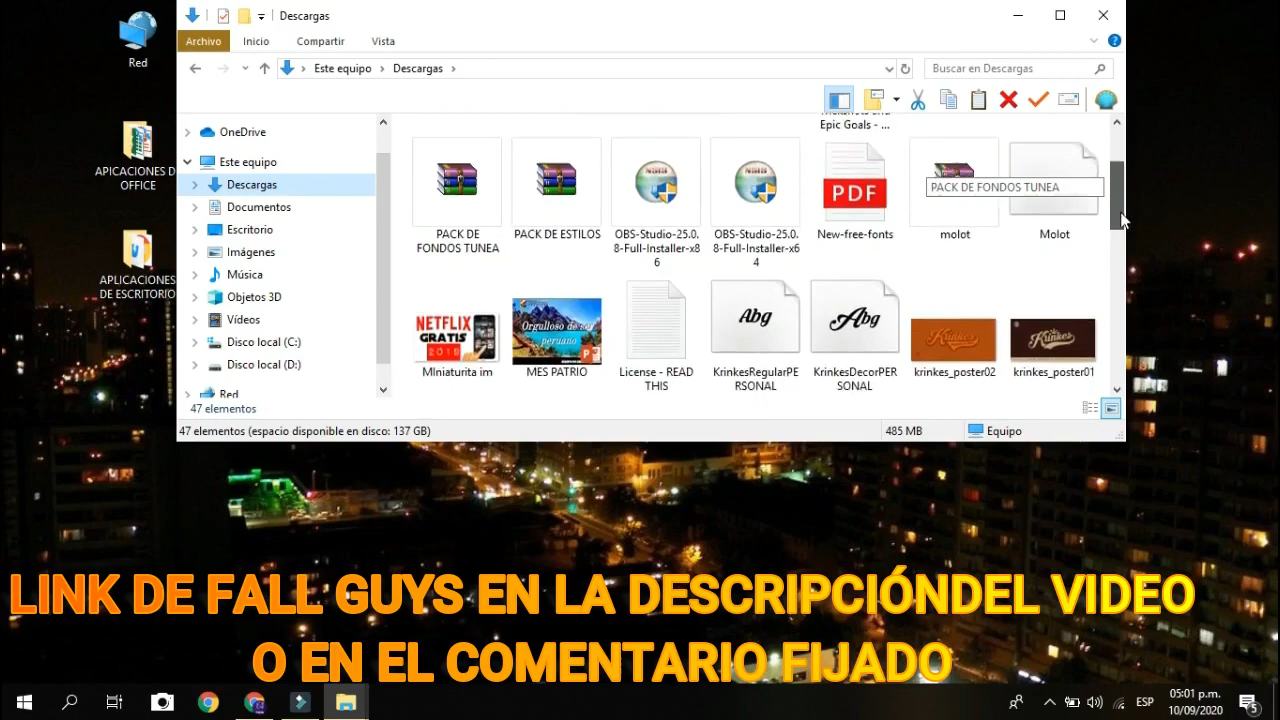 Descargas
Archivo
Inicio
Compartir
Vista
Este equipo
Descargas
Buscar en Descargas
Red
APICACIONES D
OFFICE
APLICACIONES
DE ESCRITORIO
OneDrive
Este equipo
Descargas
Documentos
Escritorio
Imágenes
Música
Objetos 3D
Vídeos
Disco local (C:)
Disco local (D:)
Red
Epic Goals - ...
PACK DE
FONDOS TUNEA
PACK DE ESTILOS
OBS-Studio-25.0.
8-Full-Installer-x8
6
OBS-Studio-25.0.
8-Full-Installer-x6
4
PDF
New-free-fonts
molot
PACK DE FONDOS TUNEA
Molot
NETFLIX
GRATIS
2018
MIniaturita im
Orgulloso de ser
peruano
MES PATRIO
License - READ
THIS
Abg
KrinkesRegularPE
RSONAL
Abg
KrinkesDecorPER
SONAL
Krinkes
krinkes_poster02
Krinkes
krinkes_poster01
47 elementos
47 elementos (espacio disponible en disco: 137 GB)
485 MB
Equipo
LINK DE FALL GUYS EN LA DESCRIPCIÓNDEL VIDEO
O EN EL COMENTARIO FIJADO
ESP
05:01 p.m.
10/09/2020
5